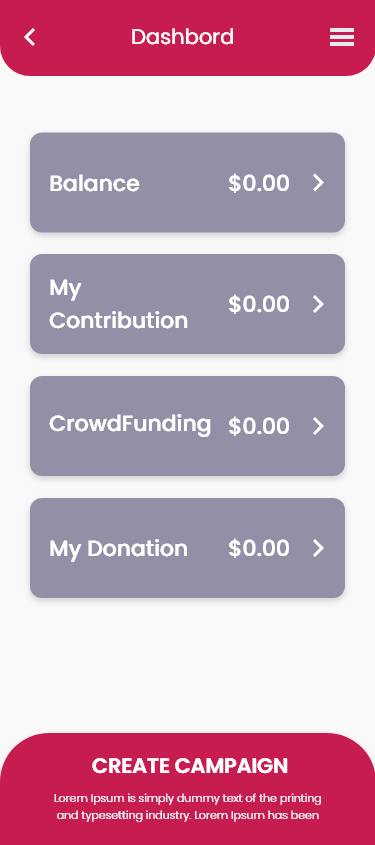 Dashbord
Balance $0.00
My
Contribution $0.00
CrowdFunding $0.00
My Donation $0.00
CREATE CAMPAIGN
Lorem Ipsum is simply dummy text of the printing
and typesetting industry. Lorem Ipsum has been